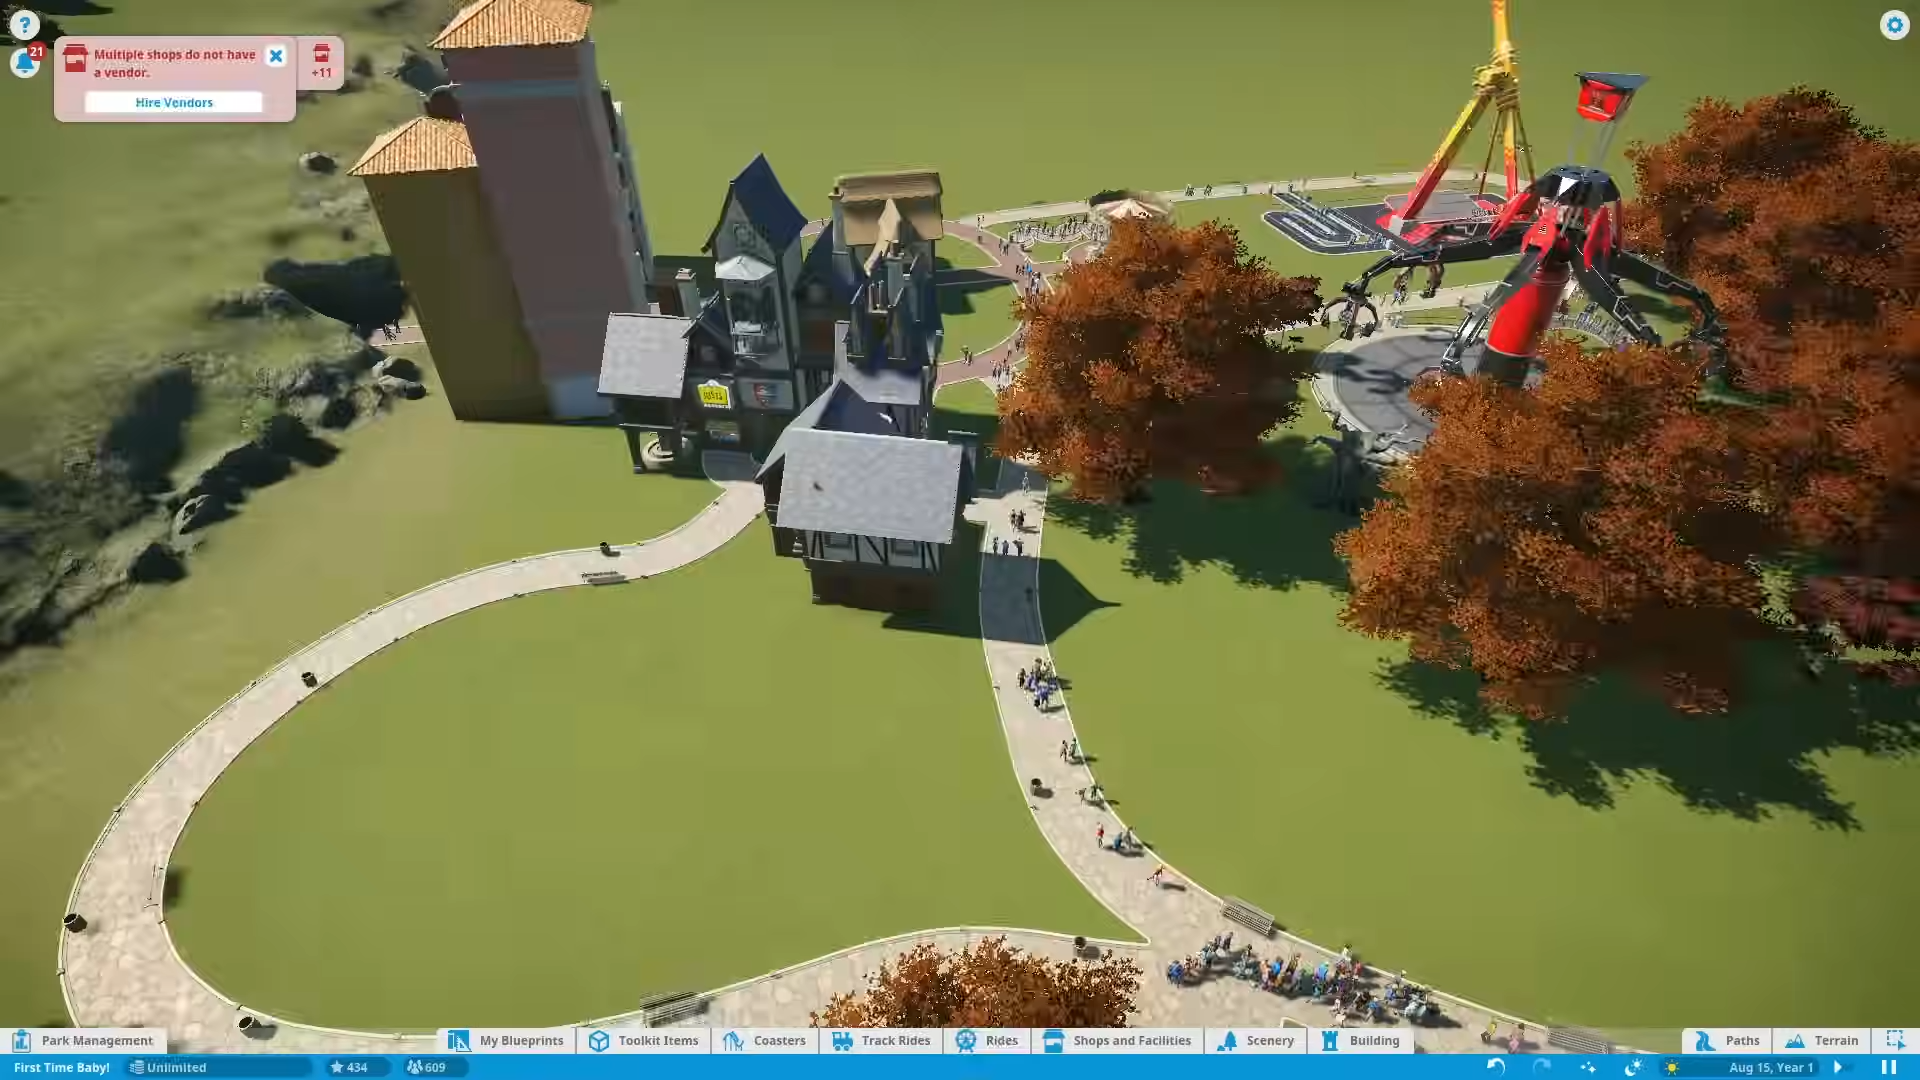 ?
21
Multiple shops do not have
a vendor.
+11
Hire Vendors
Park Management
My Blueprints
Toolkit Items
Coasters
Track Rides
Rides
Shops and Facilities
Scenery
Building
Paths
Terrain
First Time Baby!
Unlimited
434
609
Aug 15, Year 1